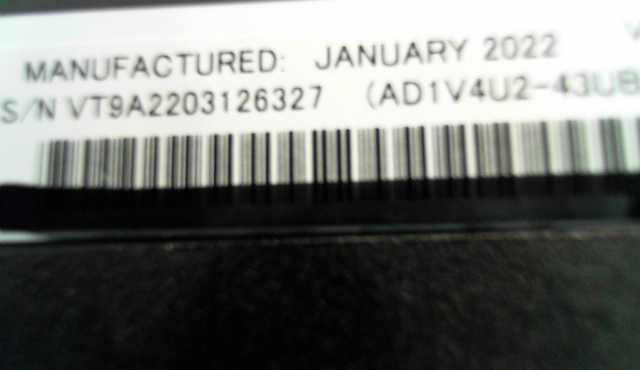 MANUFACTURED: JANUARY 2022
S/N VT9A2203126327 (AD1V4U2-43UB